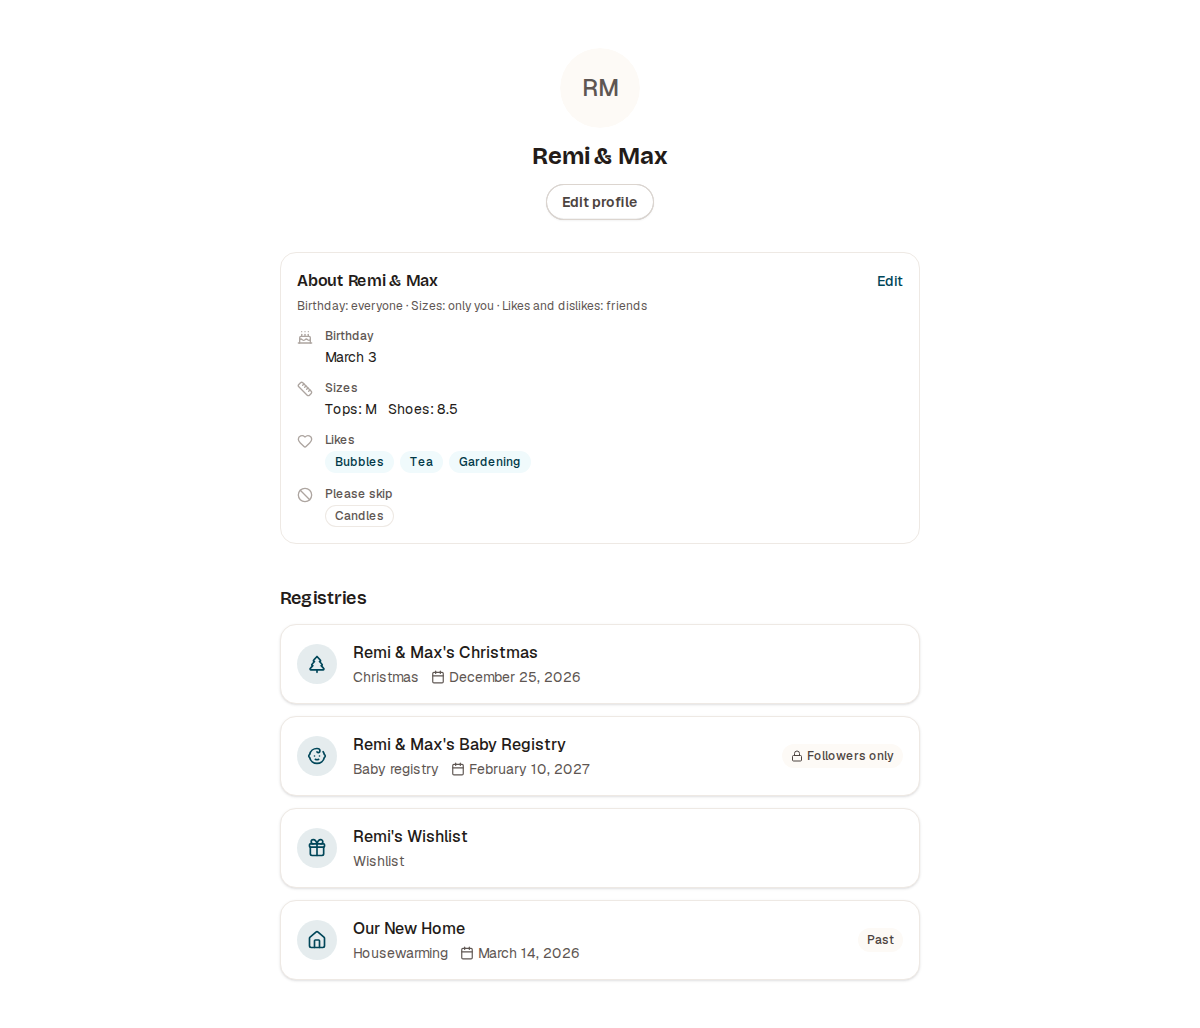 RM
Remi & Max
Edit profile
About Remi & Max
Edit
Birthday: everyone · Sizes: only you · Likes and dislikes: friends
Birthday
March 3
Sizes
Tops: M Shoes: 8.5
Likes
Bubbles Tea Gardening
Please skip
Candles
Registries
Remi & Max's Christmas
Christmas December 25, 2026
Remi & Max's Baby Registry
Baby registry February 10, 2027
Followers only
Remi's Wishlist
Wishlist
Our New Home
Housewarming March 14, 2026
Past